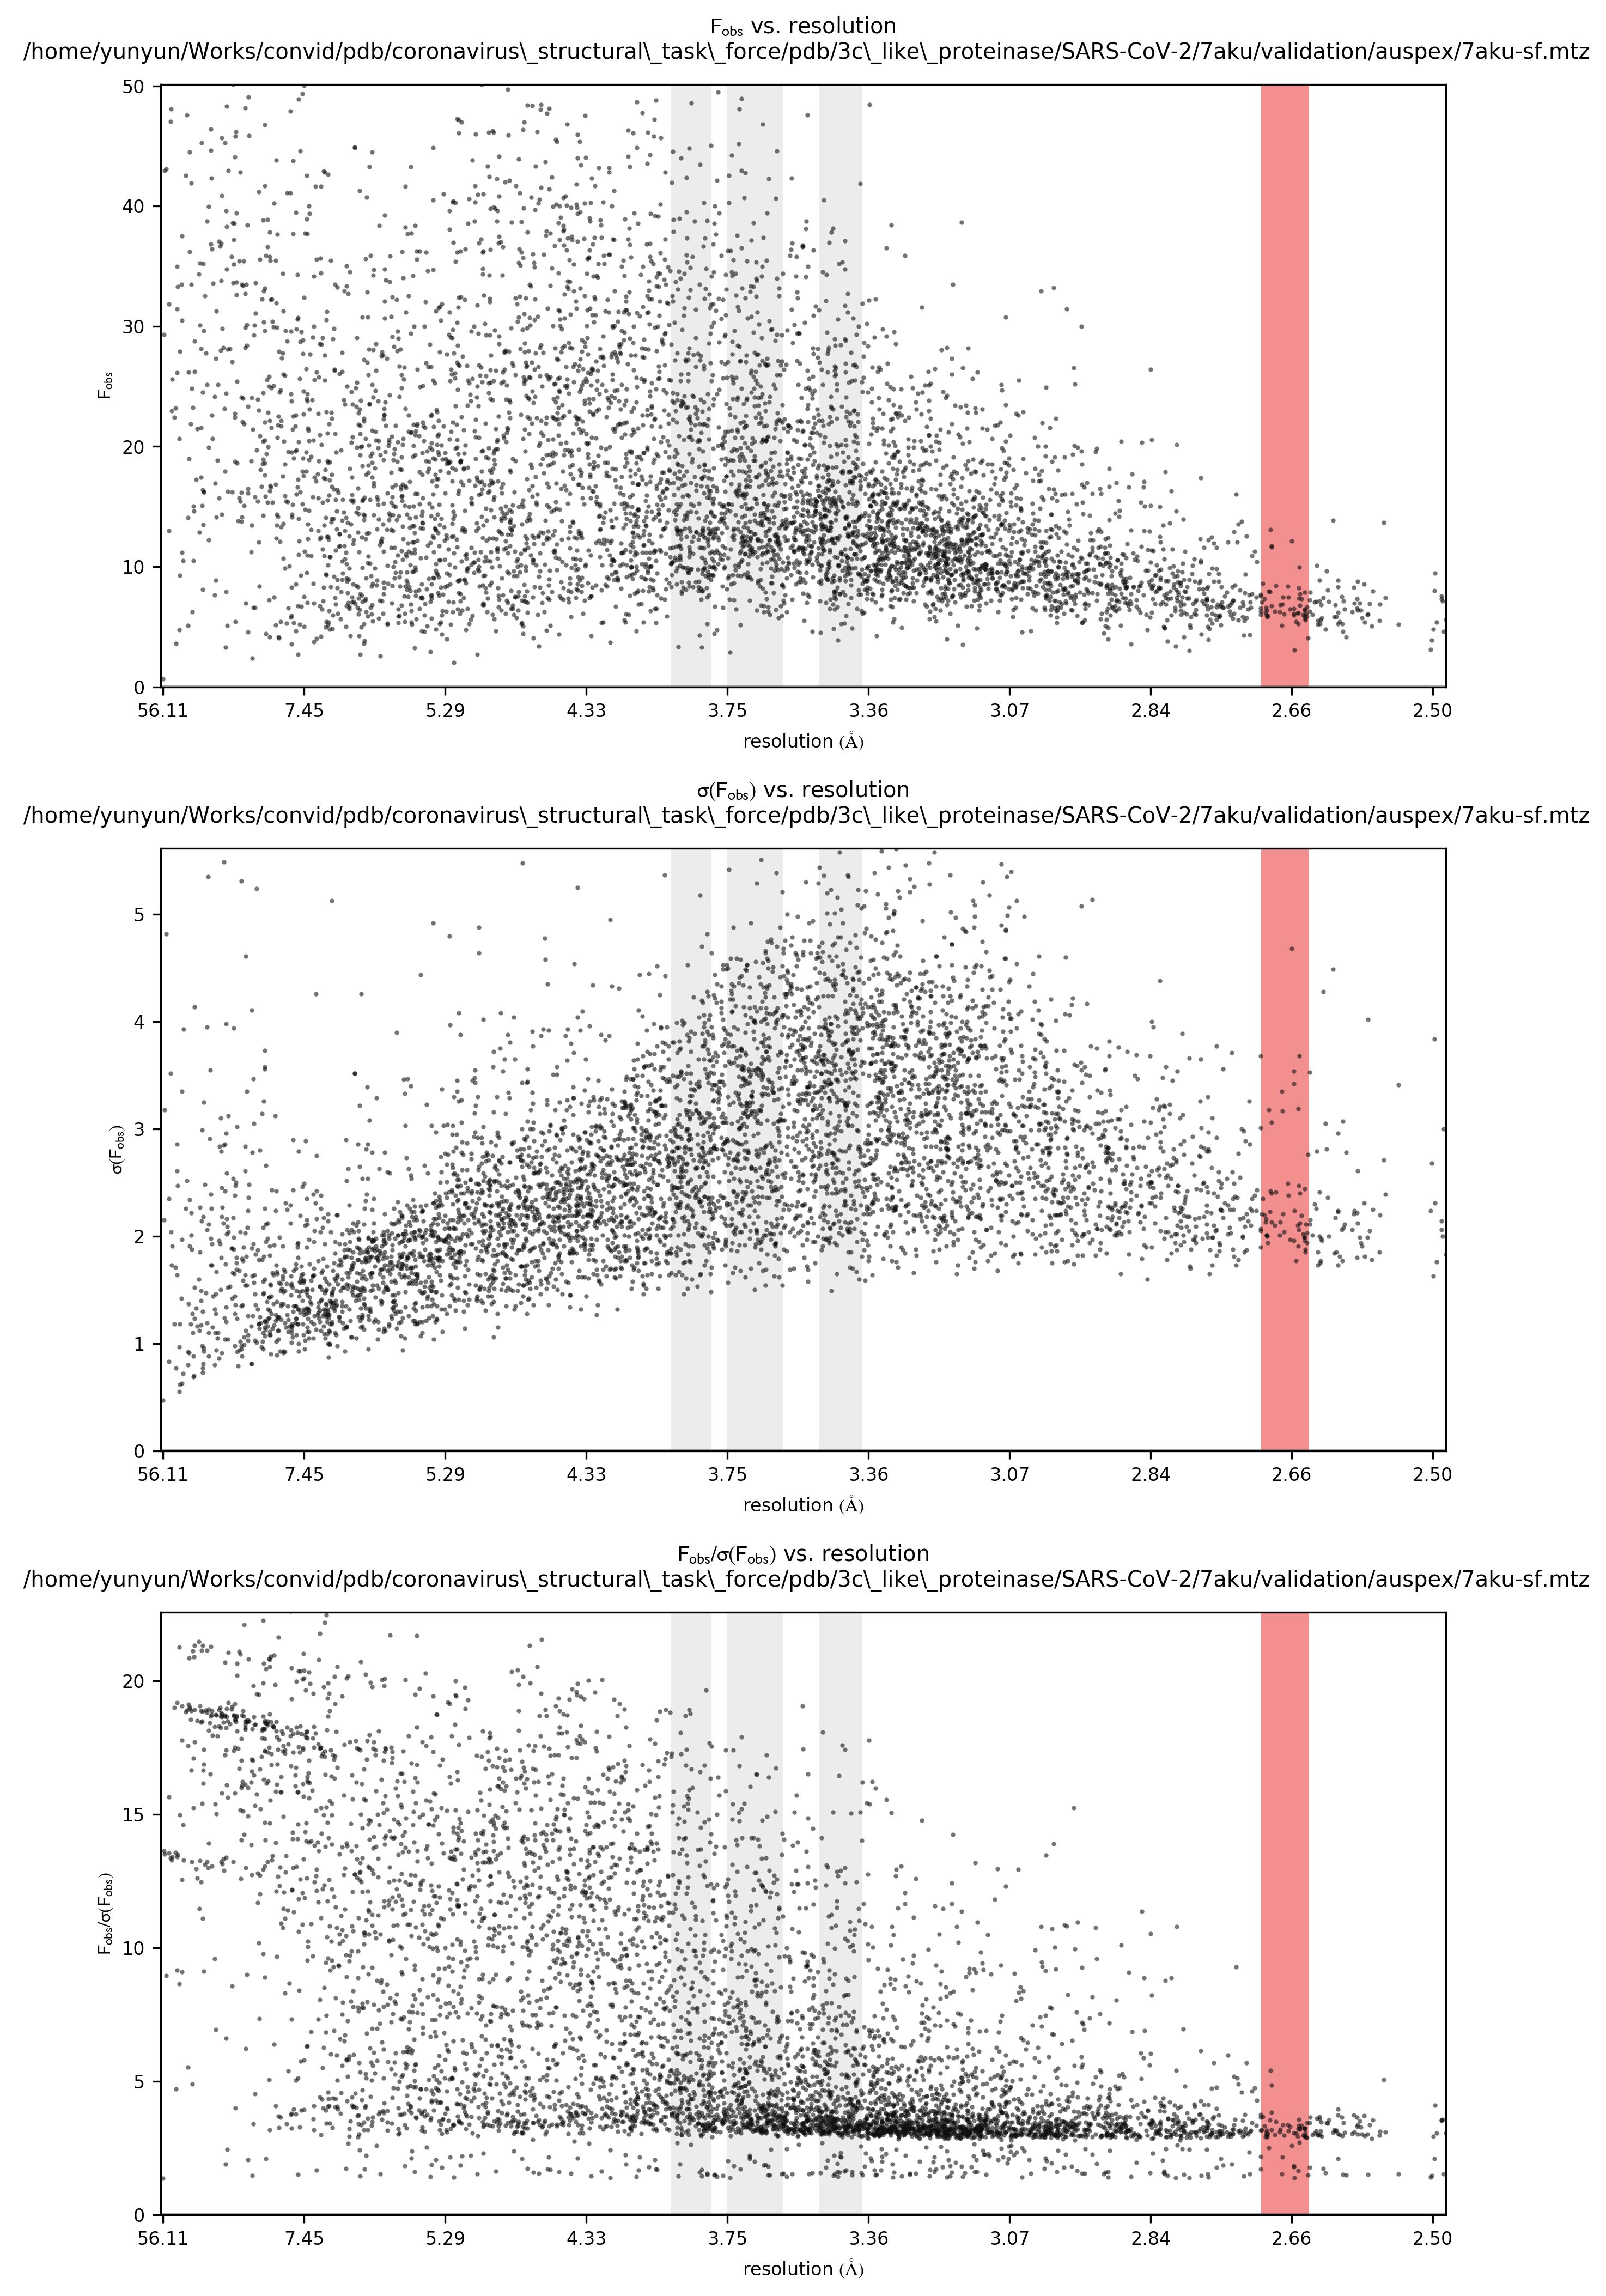 Fobs vs. resolution
/home/yunyun/Works/convid/pdb/coronavirus\_structural\_task\_force/pdb/3c\_like\_proteinase/SARS-CoV-2/7aku/validation/auspex/7aku-sf.mtz
50
40
30
20
10
0
Fobs
56.11 7.45 5.29 4.33 3.75 3.36 3.07 2.84 2.66 2.50
resolution (Å)
σ(Fobs) vs. resolution
/home/yunyun/Works/convid/pdb/coronavirus\_structural\_task\_force/pdb/3c\_like\_proteinase/SARS-CoV-2/7aku/validation/auspex/7aku-sf.mtz
5
4
3
2
1
0
σ(Fobs)
56.11 7.45 5.29 4.33 3.75 3.36 3.07 2.84 2.66 2.50
resolution (Å)
Fobs/σ(Fobs) vs. resolution
/home/yunyun/Works/convid/pdb/coronavirus\_structural\_task\_force/pdb/3c\_like\_proteinase/SARS-CoV-2/7aku/validation/auspex/7aku-sf.mtz
20
15
10
5
0
Fobs/σ(Fobs)
56.11 7.45 5.29 4.33 3.75 3.36 3.07 2.84 2.66 2.50
resolution (Å)